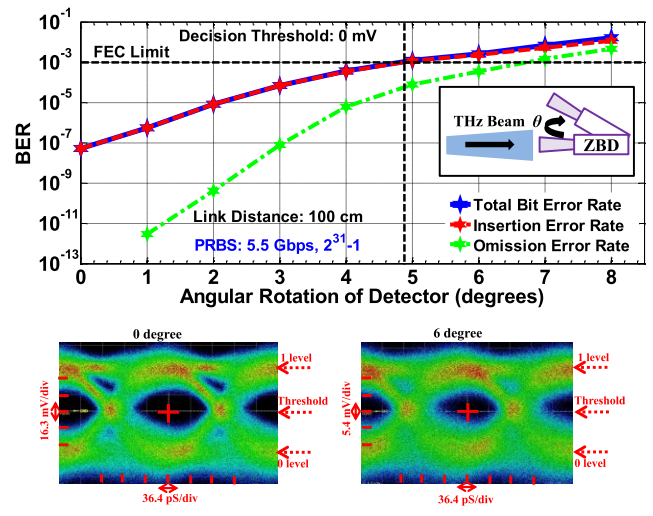 Decision Threshold: 0 mV
FEC Limit
THz Beam θ
ZBD
Link Distance: 100 cm
PRBS: 5.5 Gbps, 2^31-1
Total Bit Error Rate
Insertion Error Rate
Omission Error Rate
BER
10^-1
10^-3
10^-5
10^-7
10^-9
10^-11
10^-13
0 1 2 3 4 5 6 7 8
Angular Rotation of Detector (degrees)
0 degree
1 level
Threshold
0 level
16.3 mV/div
36.4 pS/div
6 degree
1 level
Threshold
0 level
5.4 mV/div
36.4 pS/div